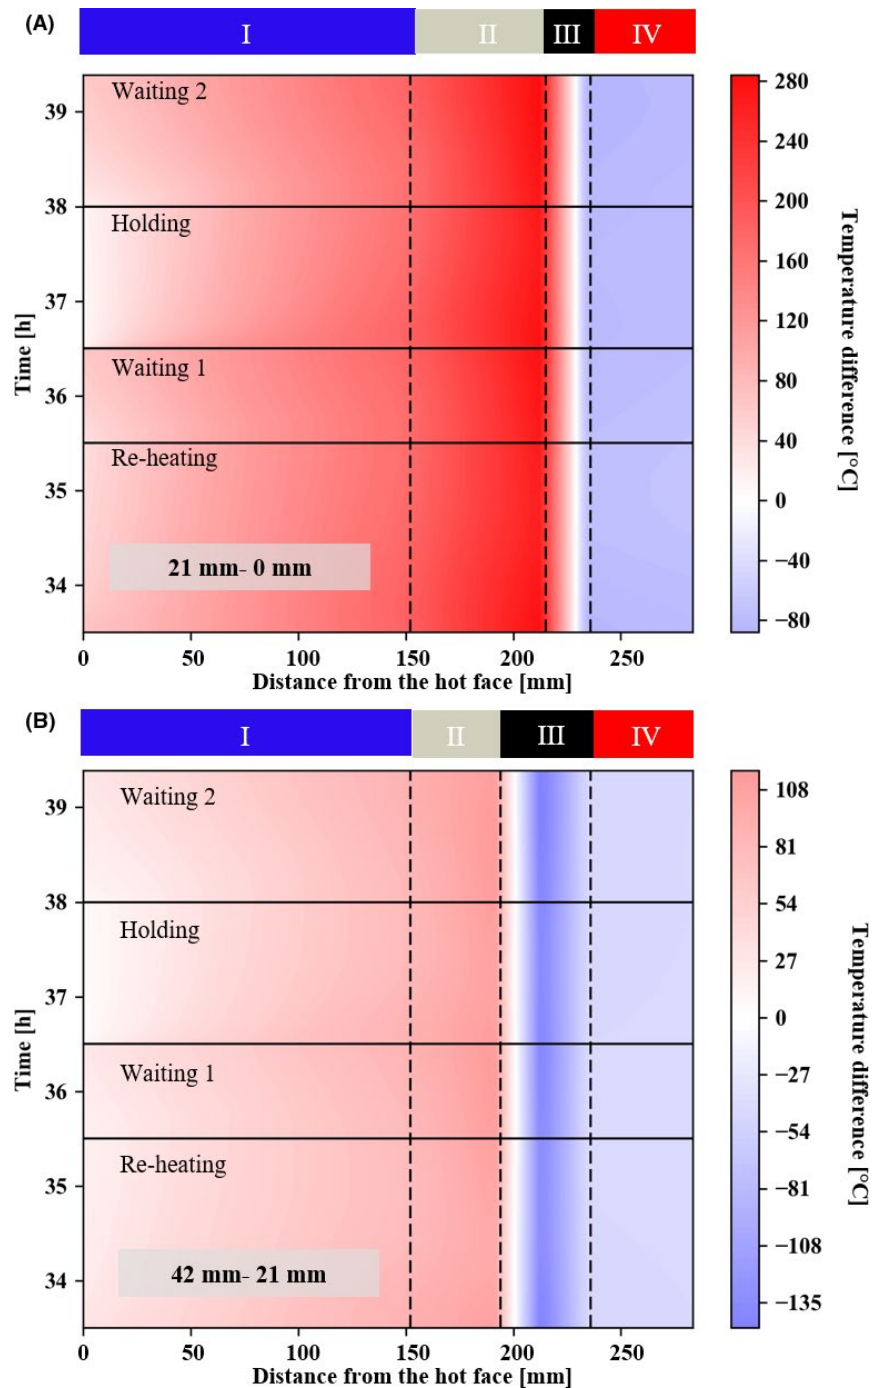 (A)
I II III IV
280
240
200
160
120
80
40
0
−40
−80
Temperature difference [°C]
39
38
37
36
35
34
Time [h]
Waiting 2
Holding
Waiting 1
Re-heating
21 mm- 0 mm
0 50 100 150 200 250
Distance from the hot face [mm]
(B)
I II III IV
108
81
54
27
0
−27
−54
−81
−108
−135
Temperature difference [°C]
39
38
37
36
35
34
Time [h]
Waiting 2
Holding
Waiting 1
Re-heating
42 mm- 21 mm
0 50 100 150 200 250
Distance from the hot face [mm]